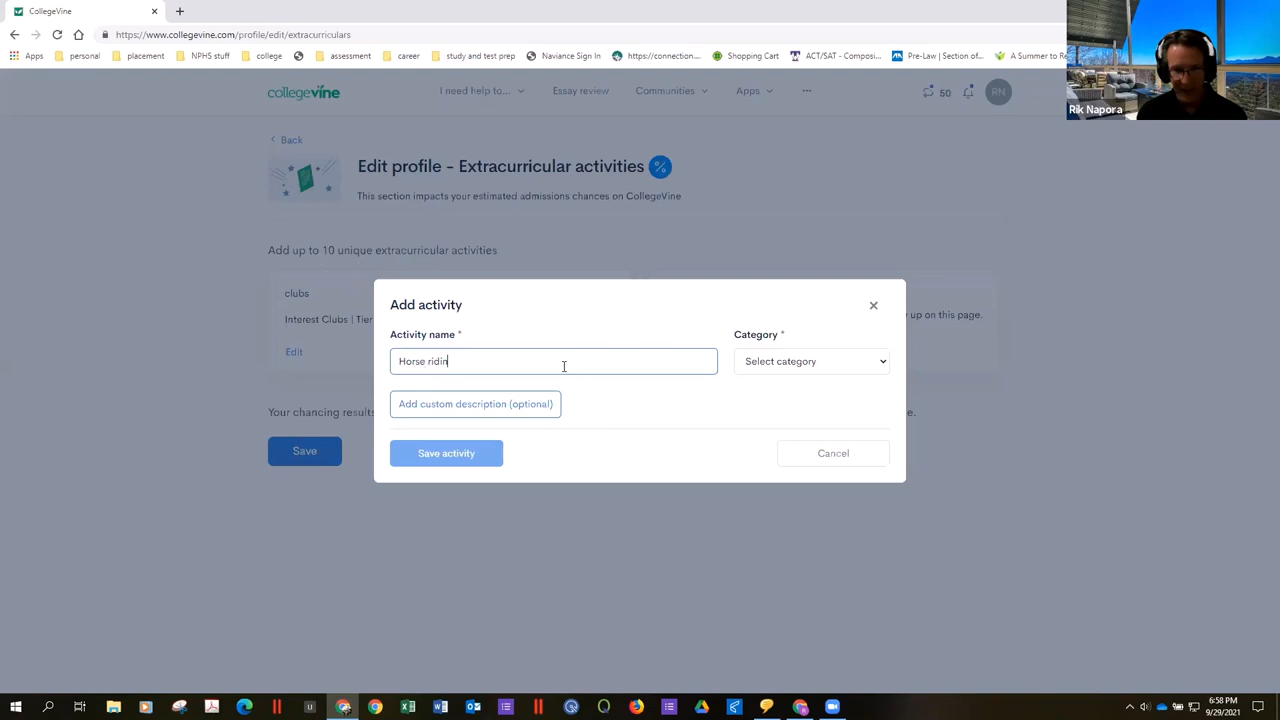 CollegeVine
https://www.collegevine.com/profile/edit/extracurriculars
Apps personal placement NPHS stuff college assessment career study and test prep Naviance Sign In https://connection.... Shopping Cart ACT/SAT - Composi... Pre-Law | Section of... A Summer to Re
Rik Napora
collegevine I need help to... Essay review Communities Apps 50 RN
Back
Edit profile - Extracurricular activities
This section impacts your estimated admissions chances on CollegeVine
Add up to 10 unique extracurricular activities
clubs
Interest Clubs | Tier
up on this page.
Edit
Add activity
Activity name *
Category *
Horse ridin
Select category
Add custom description (optional)
Save activity
Cancel
Your chancing results
e.
Save
6:58 PM
9/29/2021